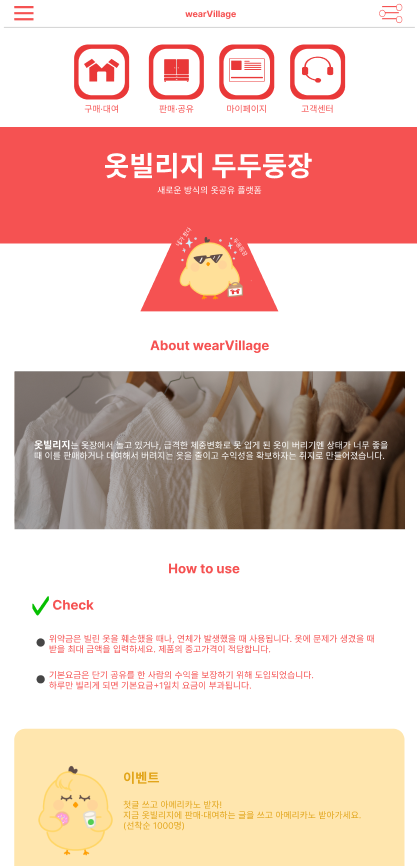 wearVillage
구매·대여
판매·공유
마이페이지
고객센터
옷빌리지 두두둥장
새로운 방식의 옷공유 플랫폼
About wearVillage
옷빌리지는 옷장에서 놀고 있거나, 급격한 체중변화로 못 입게 된 옷이 버리기엔 상태가 너무 좋을
때 이를 판매하거나 대여해서 버려지는 옷을 줄이고 수익성을 확보하자는 취지로 만들어졌습니다.
How to use
Check
위약금은 빌린 옷을 훼손했을 때나, 연체가 발생했을 때 사용됩니다. 옷에 문제가 생겼을 때
받을 최대 금액을 입력하세요. 제품의 중고가격이 적당합니다.
기본요금은 단기 공유를 한 사람의 수익을 보장하기 위해 도입되었습니다.
하루만 빌리게 되면 기본요금+1일치 요금이 부과됩니다.
이벤트
첫글 쓰고 아메리카노 받자!
지금 옷빌리지에 판매·대여하는 글을 쓰고 아메리카노 받아가세요.
(선착순 1000명)